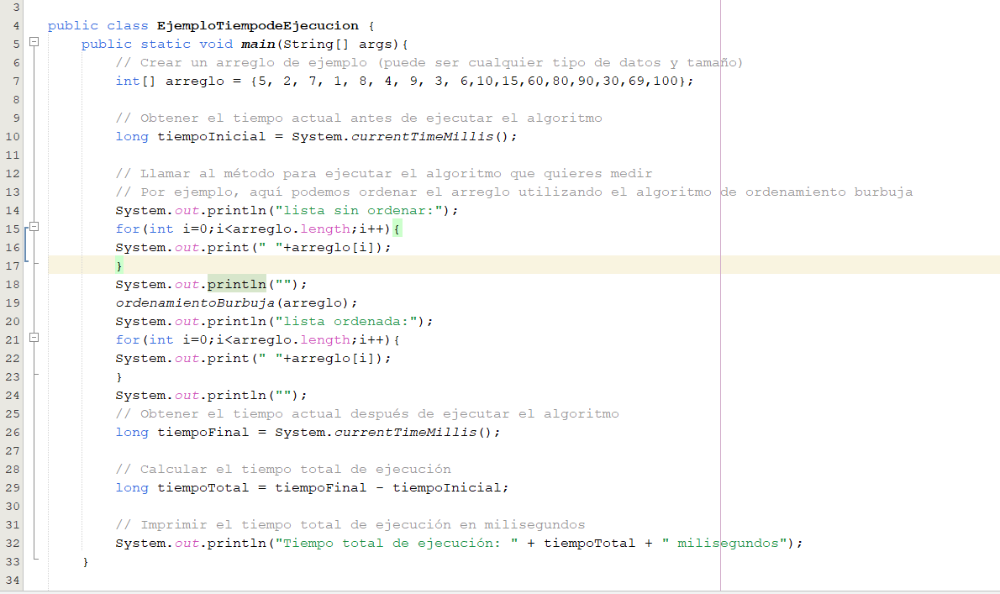 3
4 public class EjemploTiempodeEjecucion {
5 public static void main(String[] args){
6 // Crear un arreglo de ejemplo (puede ser cualquier tipo de datos y tamaño)
7 int[] arreglo = {5, 2, 7, 1, 8, 4, 9, 3, 6,10,15,60,80,90,30,69,100};
8
9 // Obtener el tiempo actual antes de ejecutar el algoritmo
10 long tiempoInicial = System.currentTimeMillis();
11
12 // Llamar al método para ejecutar el algoritmo que quieres medir
13 // Por ejemplo, aquí podemos ordenar el arreglo utilizando el algoritmo de ordenamiento burbuja
14 System.out.println("lista sin ordenar:");
15 for(int i=0;i<arreglo.length;i++){
16 System.out.print(" "+arreglo[i]);
17 }
18 System.out.println("");
19 ordenamientoBurbuja(arreglo);
20 System.out.println("lista ordenada:");
21 for(int i=0;i<arreglo.length;i++){
22 System.out.print(" "+arreglo[i]);
23 }
24 System.out.println("");
25 // Obtener el tiempo actual después de ejecutar el algoritmo
26 long tiempoFinal = System.currentTimeMillis();
27
28 // Calcular el tiempo total de ejecución
29 long tiempoTotal = tiempoFinal - tiempoInicial;
30
31 // Imprimir el tiempo total de ejecución en milisegundos
32 System.out.println("Tiempo total de ejecución: " + tiempoTotal + " milisegundos");
33 }
34